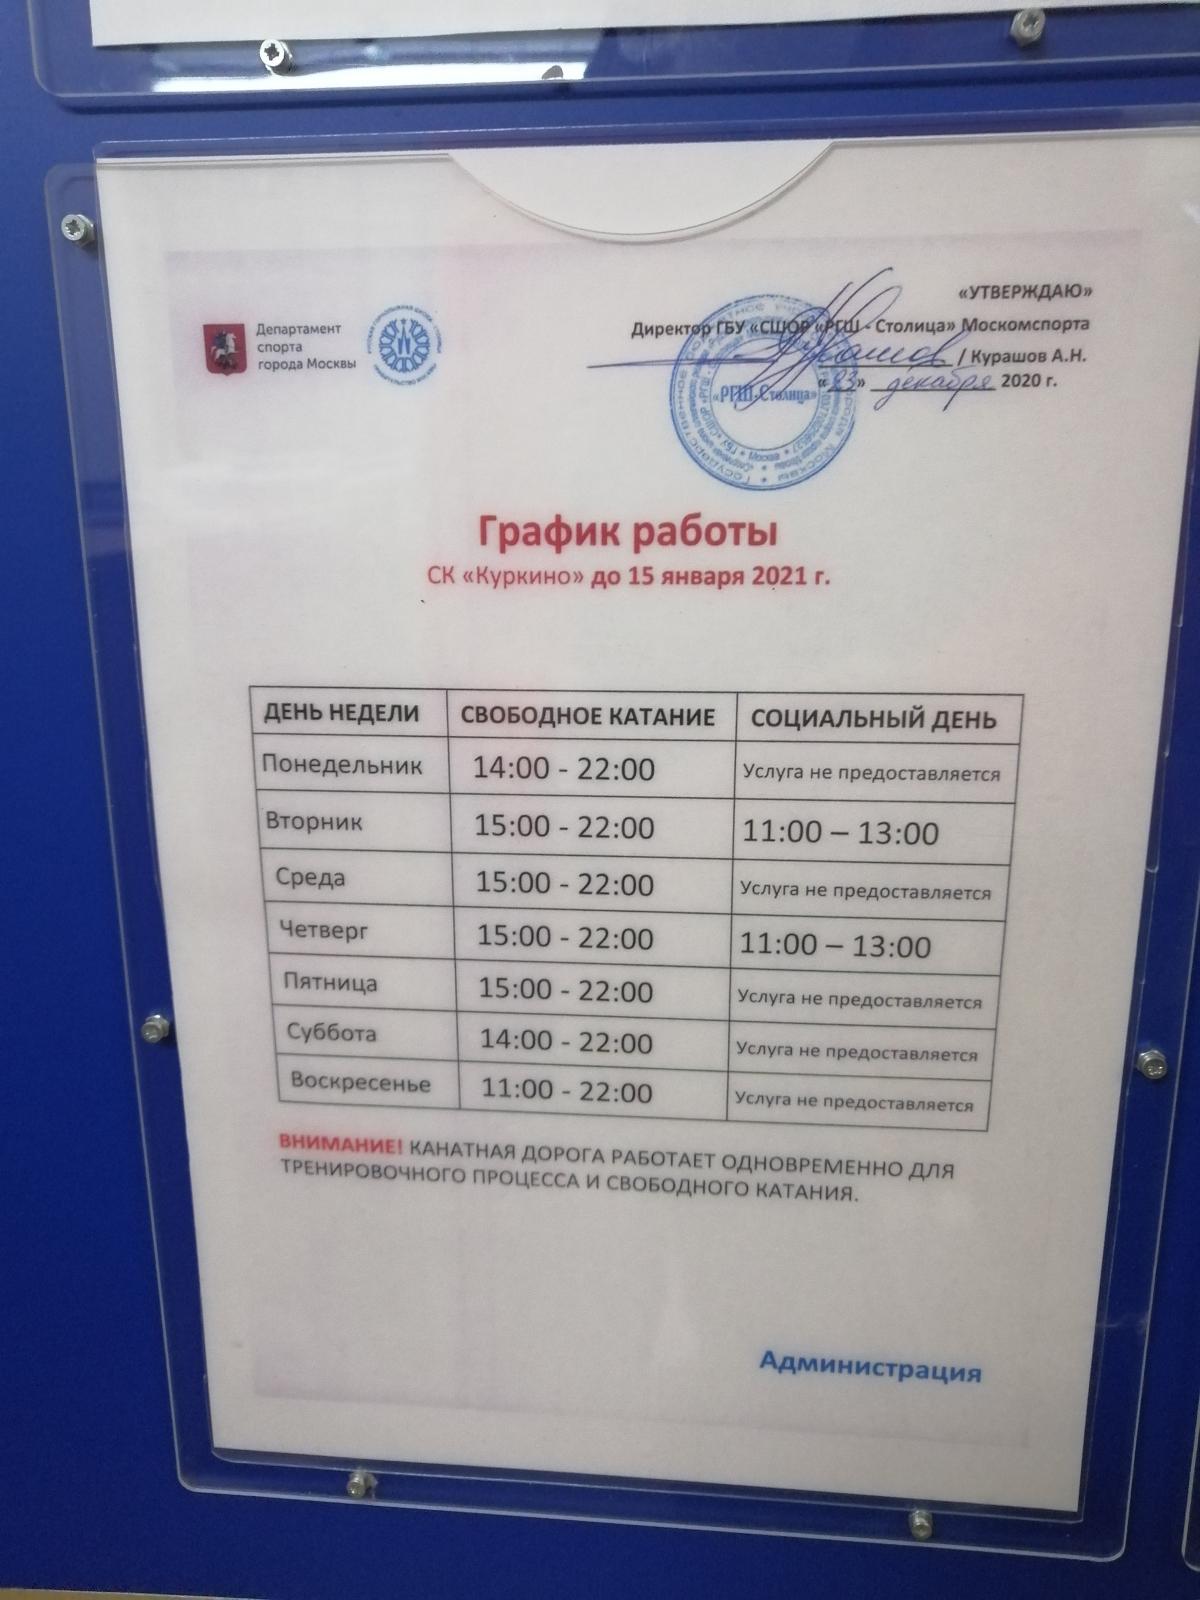 «УТВЕРЖДАЮ»
Департамент
спорта
города Москвы
Директор ГБУ «СШОР «РГШ - Столица» Москомспорта
/ Курашов А.Н.
«23» декабря 2020 г.
«РГШ-Столица»
График работы
СК «Куркино» до 15 января 2021 г.
ДЕНЬ НЕДЕЛИ СВОБОДНОЕ КАТАНИЕ СОЦИАЛЬНЫЙ ДЕНЬ
Понедельник 14:00 - 22:00 Услуга не предоставляется
Вторник 15:00 - 22:00 11:00 – 13:00
Среда 15:00 - 22:00 Услуга не предоставляется
Четверг 15:00 - 22:00 11:00 – 13:00
Пятница 15:00 - 22:00 Услуга не предоставляется
Суббота 14:00 - 22:00 Услуга не предоставляется
Воскресенье 11:00 - 22:00 Услуга не предоставляется
ВНИМАНИЕ! КАНАТНАЯ ДОРОГА РАБОТАЕТ ОДНОВРЕМЕННО ДЛЯ
ТРЕНИРОВОЧНОГО ПРОЦЕССА И СВОБОДНОГО КАТАНИЯ.
Администрация